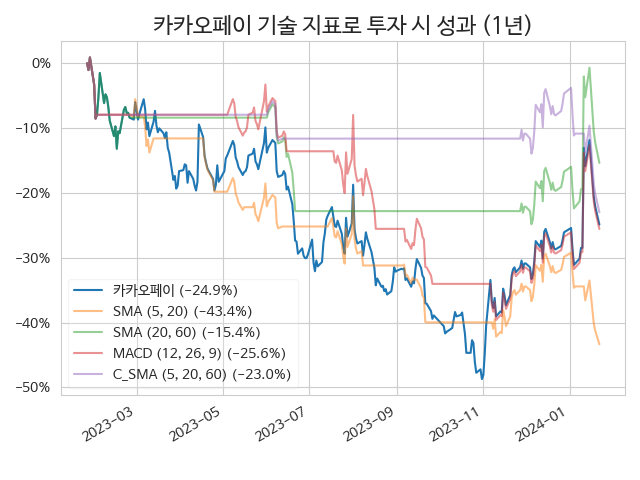 카카오페이 기술 지표로 투자 시 성과 (1년)
0%
−10%
−20%
−30%
−40%
−50%
카카오페이 (−24.9%)
SMA (5, 20) (−43.4%)
SMA (20, 60) (−15.4%)
MACD (12, 26, 9) (−25.6%)
C_SMA (5, 20, 60) (−23.0%)
2023−03
2023−05
2023−07
2023−09
2023−11
2024−01